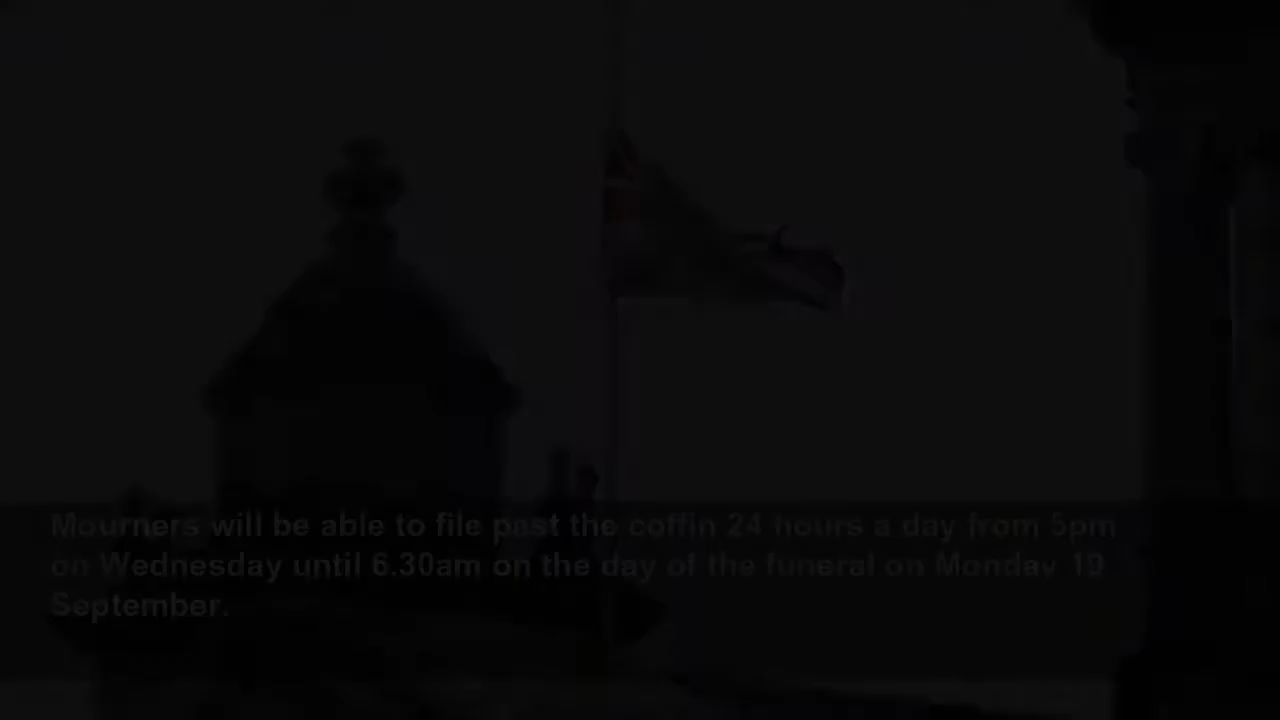 Mourners will be able to file past the coffin 24 hours a day from 5pm
on Wednesday until 6.30am on the day of the funeral on Monday 19
September.